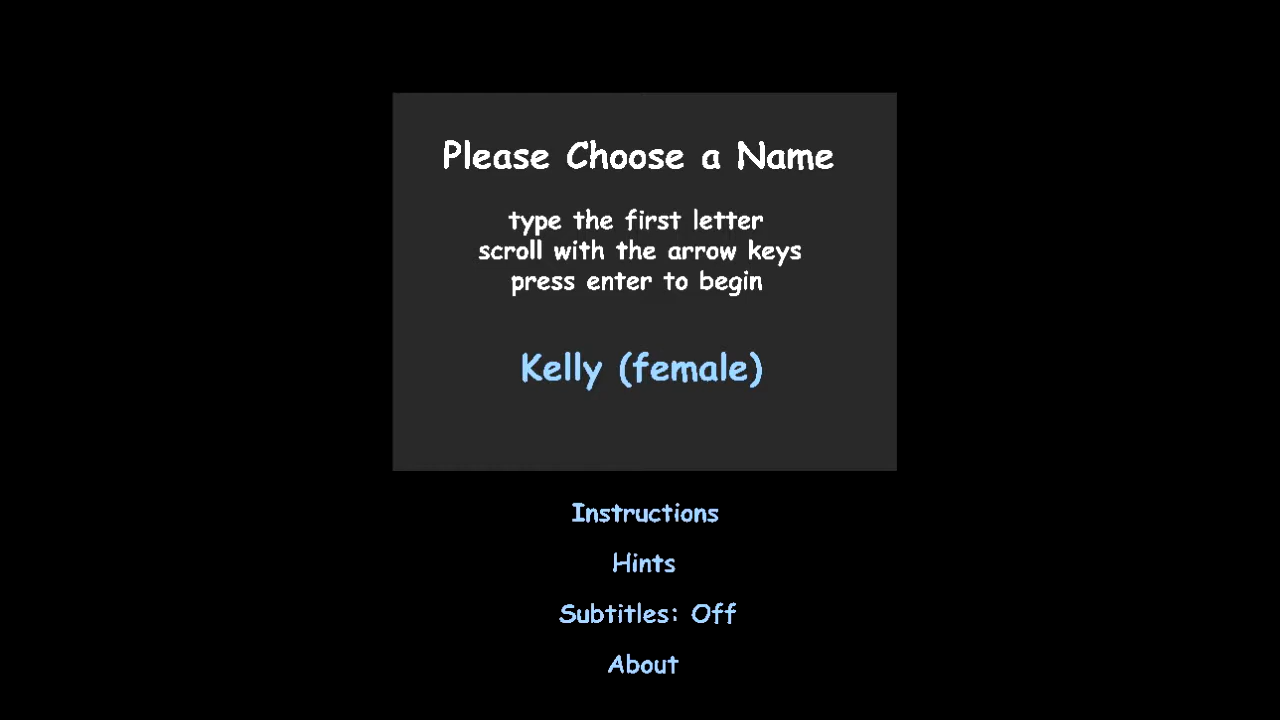 Please Choose a Name
type the first letter
scroll with the arrow keys
press enter to begin
Kelly (female)
Instructions
Hints
Subtitles: Off
About